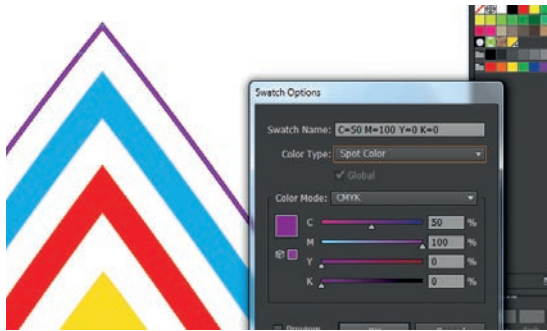 Swatch Options
Swatch Name: C=50 M=100 Y=0 K=0
Color Type: Spot Color
Global
Color Mode: CMYK
C 50 %
M 100 %
Y 0 %
K 0 %
Preview